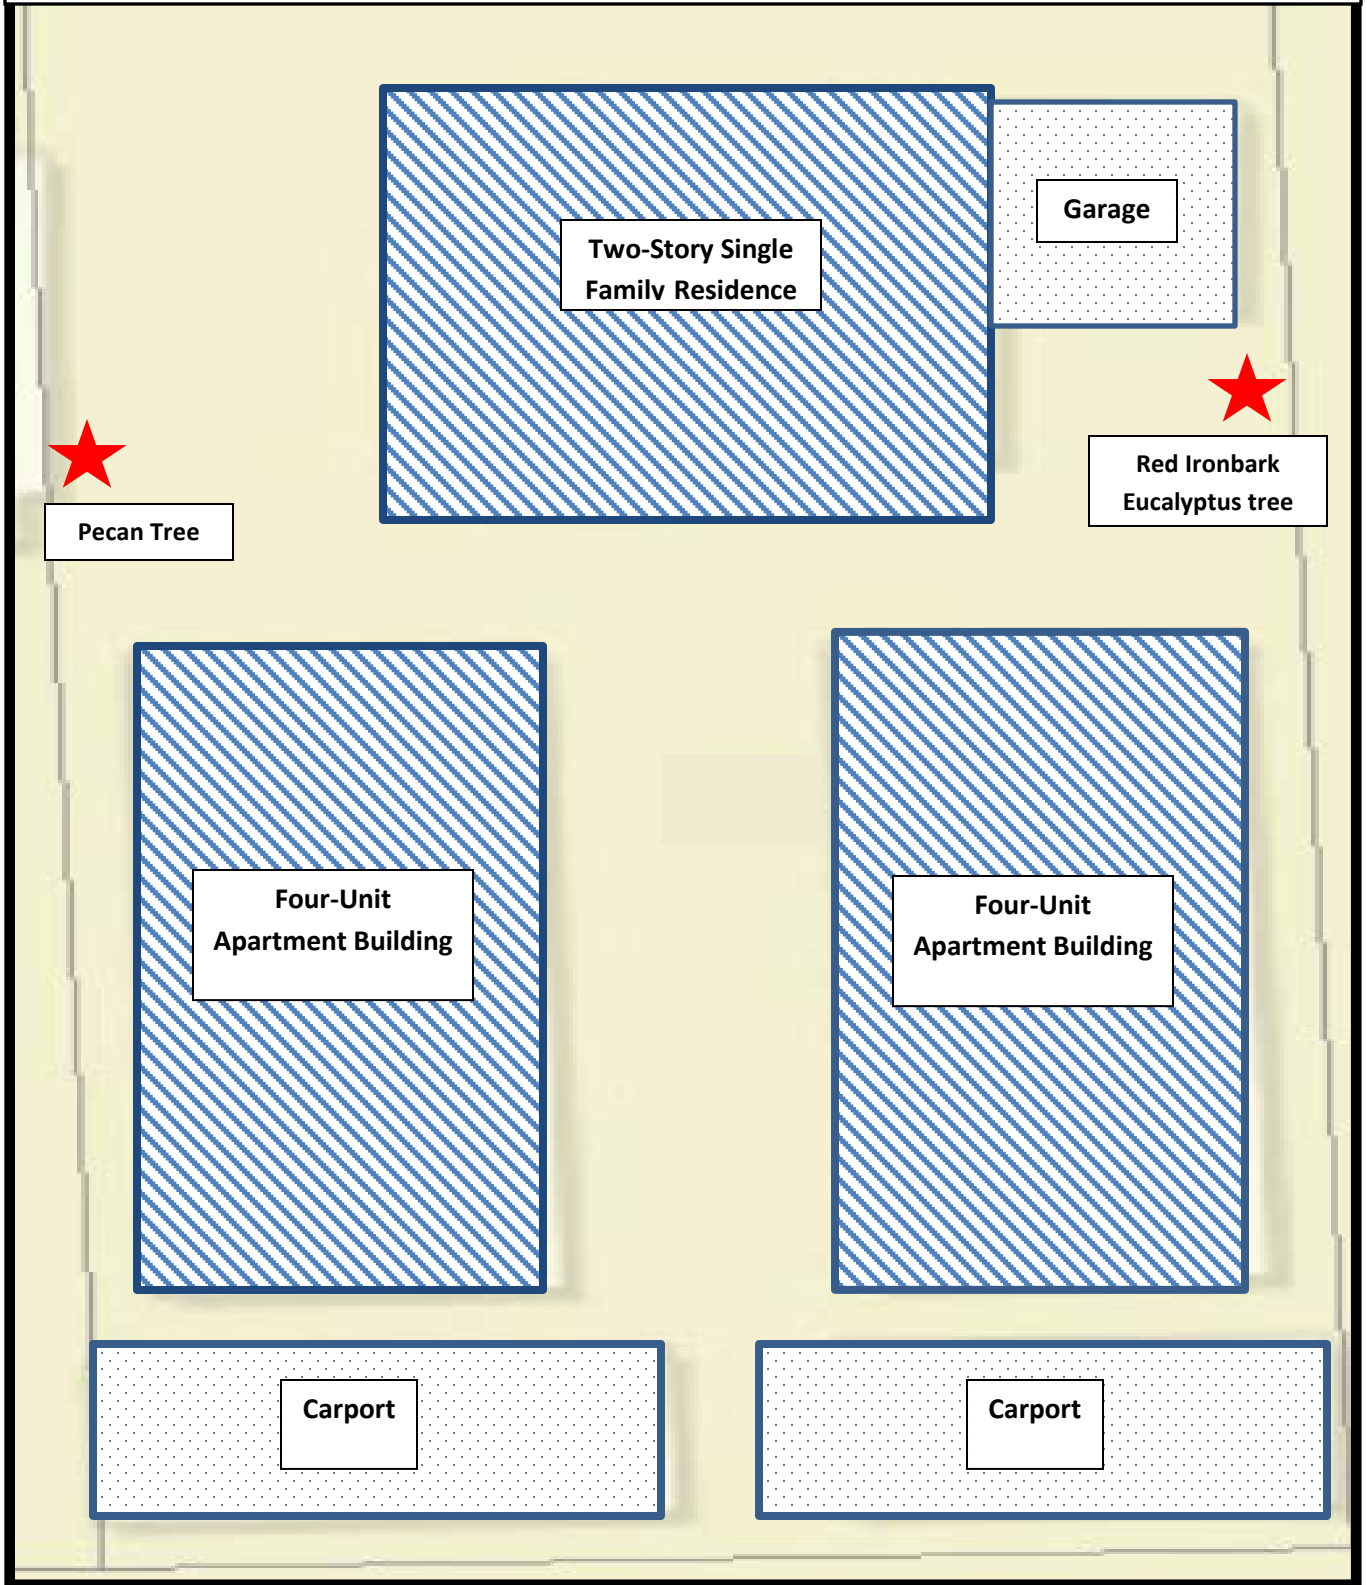 Garage
Two-Story Single
Family Residence
Red Ironbark
Eucalyptus tree
Pecan Tree
Four-Unit
Apartment Building
Four-Unit
Apartment Building
Carport
Carport